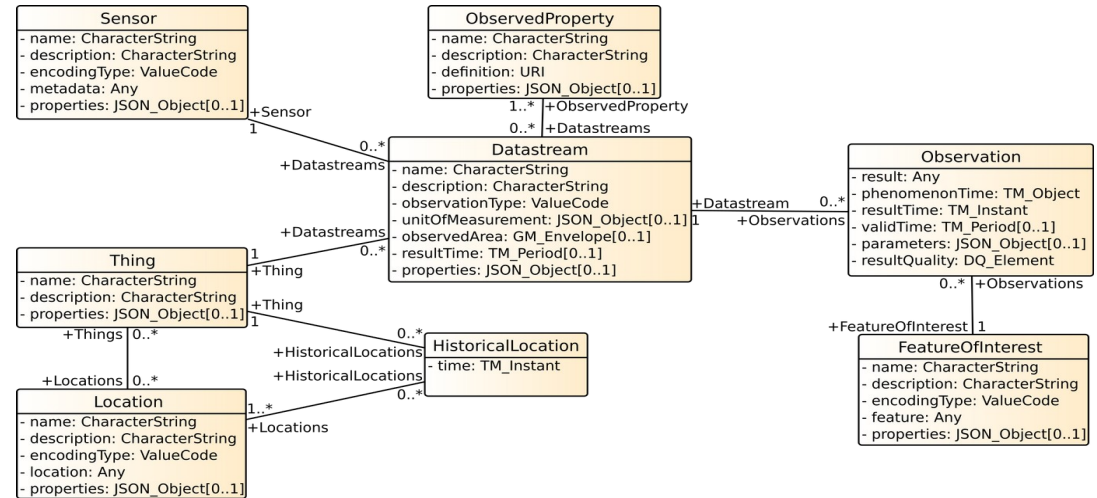 Sensor
- name: CharacterString
- description: CharacterString
- encodingType: ValueCode
- metadata: Any
- properties: JSON_Object[0..1]
+Sensor
1
0..*
+Datastreams
ObservedProperty
- name: CharacterString
- description: CharacterString
- definition: URI
- properties: JSON_Object[0..1]
1..* +ObservedProperty
0..* +Datastreams
Datastream
- name: CharacterString
- description: CharacterString
- observationType: ValueCode
- unitOfMeasurement: JSON_Object[0..1]
- observedArea: GM_Envelope[0..1]
- resultTime: TM_Period[0..1]
- properties: JSON_Object[0..1]
+Datastream
1
0..*
+Observations
Observation
- result: Any
- phenomenonTime: TM_Object
- resultTime: TM_Instant
- validTime: TM_Period[0..1]
- parameters: JSON_Object[0..1]
- resultQuality: DQ_Element
0..* +Observations
+FeatureOfInterest 1
FeatureOfInterest
- name: CharacterString
- description: CharacterString
- encodingType: ValueCode
- feature: Any
- properties: JSON_Object[0..1]
+Datastreams
0..*
1
+Thing
Thing
- name: CharacterString
- description: CharacterString
- properties: JSON_Object[0..1]
+Thing
1
0..*
+HistoricalLocations
HistoricalLocation
- time: TM_Instant
+HistoricalLocations
0..*
1..*
+Locations
+Things 0..*
+Locations 0..*
Location
- name: CharacterString
- description: CharacterString
- encodingType: ValueCode
- location: Any
- properties: JSON_Object[0..1]